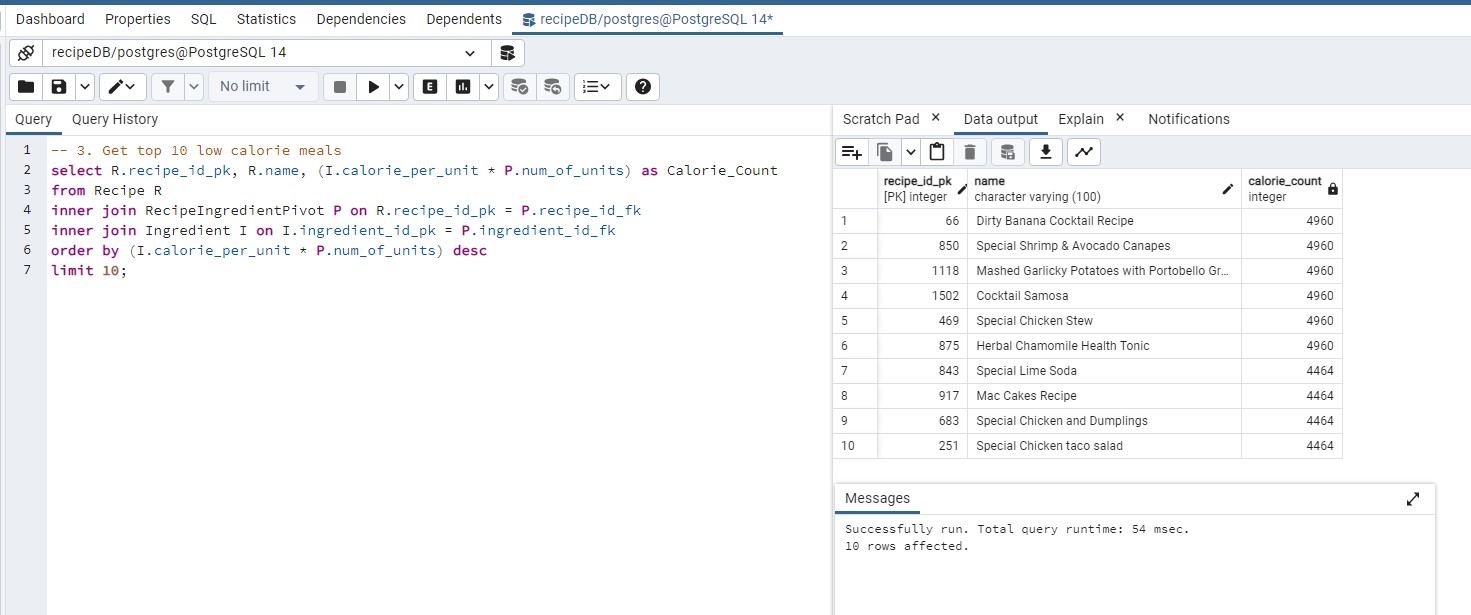 Dashboard Properties SQL Statistics Dependencies Dependents recipeDB/postgres@PostgreSQL 14*
recipeDB/postgres@PostgreSQL 14
No limit
E
?
Query Query History
1 -- 3. Get top 10 low calorie meals
2 select R.recipe_id_pk, R.name, (I.calorie_per_unit * P.num_of_units) as Calorie_Count
3 from Recipe R
4 inner join RecipeIngredientPivot P on R.recipe_id_pk = P.recipe_id_fk
5 inner join Ingredient I on I.ingredient_id_pk = P.ingredient_id_fk
6 order by (I.calorie_per_unit * P.num_of_units) desc
7 limit 10;
Scratch Pad × Data output Explain × Notifications
recipe_id_pk name calorie_count
[PK] integer character varying (100) integer
1 66 Dirty Banana Cocktail Recipe 4960
2 850 Special Shrimp & Avocado Canapes 4960
3 1118 Mashed Garlicky Potatoes with Portobello Gr... 4960
4 1502 Cocktail Samosa 4960
5 469 Special Chicken Stew 4960
6 875 Herbal Chamomile Health Tonic 4960
7 843 Special Lime Soda 4464
8 917 Mac Cakes Recipe 4464
9 683 Special Chicken and Dumplings 4464
10 251 Special Chicken taco salad 4464
Messages
Successfully run. Total query runtime: 54 msec.
10 rows affected.